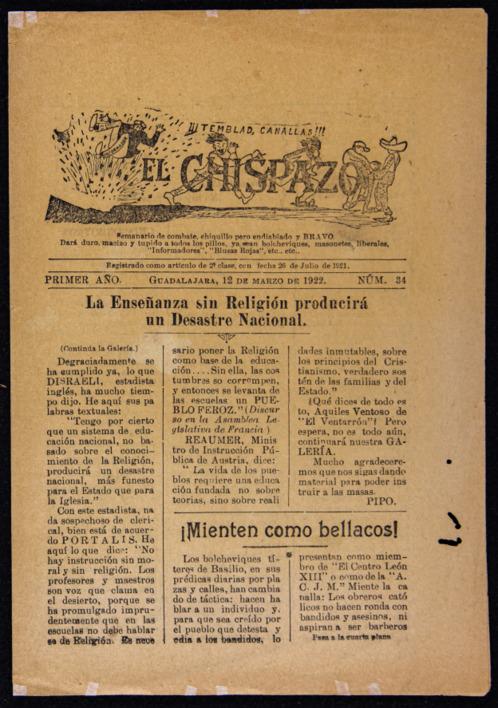 ¡¡¡TEMBLAD, CANALLAS!!!
EL CHISPAZO
Semanario de combate, chiquillo pero endiablado y BRAVO.
Dará duro, macizo y tupido a todos los pillos, ya sean bolcheviques, masonetes, liberales,
"Informadores", "Blusas Rojas", etc., etc.
Registrado como artículo de 2ª clase, con fecha 26 de Julio de 1921.
PRIMER AÑO. GUADALAJARA, 12 DE MARZO DE 1922. NÚM. 34
La Enseñanza sin Religión producirá
un Desastre Nacional.
(Continúa la Galería.)
Degraciadamente se
ha cumplido ya, lo que
DISRAELI, estadista
inglés, ha mucho tiem-
po dijo. He aquí sus pa
labras textuales:
"Tengo por cierto
que un sistema de edu-
cación nacional, no ba-
sado sobre el conoci-
miento de la Religión,
producirá un desastre
nacional, más funesto
para el Estado que para
la Iglesia."
Con este estadista, na
da sospechoso de cleri-
cal, bien está de acuer-
do PORTALIS. He
aquí lo que dice: "No
hay instrucción sin mo-
ral y sin religión. Los
profesores y maestros
son voz que clama en
el desierto, porque se
ha promulgado impru-
dentemente que en las
escuelas no debe hablar
se de Religión. Es nece
sario poner la Religión
como base de la educa-
ción....Sin ella, las cos
tumbres so corrompen,
y entonces se levanta de
las escuelas un PUE-
BLO FEROZ."(Discur
so en la Asamblea Le-
gislativa de Francia)
REAUMER, Minis
tro de Instrucción Pú-
blica de Austria, dice:
" La vida de los pue-
blos requiere una educa
ción fundada no sobre
teorías, sino sobre reali
dades inmutables, sobre
los principios del Cris-
tianismo, verdadero sos
tén de las familias y del
Estado."
¿Qué dices de todo es
to, Aquiles Ventoso de
"El Ventarrón"! Pero
espera, no es todo aún,
continuará nuestra GA-
LERÍA.
Mucho agradecere-
mos que nos sigas dando
material para poder ins
truir a las masas.
PIPO.
¡Mienten como bellacos!
Los bolcheviques tí-
teres de Basilio, en sus
prédicas diarias por pla
zas y calles, han cambia
do de táctica: hacen ha
blar a un individuo y,
para que sea creído por
el pueblo que detesta y
odia a los bandidos, lo
presentan como miem-
bro de "El Centro León
XIII" o como de la "A.
C. J. M." Miente la ca
nalla: Los obreros cató
licos no hacen ronda con
bandidos y asesinos, ni
aspiran a ser barberos
Pasa a la cuarta plana